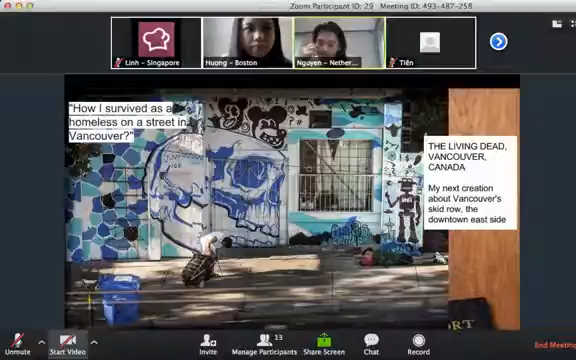 Zoom Participant ID: 29 Meeting ID: 493-487-258
Linh - Singapore
Huong - Boston
Nguyen - Nether...
Tiên
"How I survived as a
homeless on a street in
Vancouver?"
THE LIVING DEAD,
VANCOUVER,
CANADA
My next creation
about Vancouver's
skid row, the
downtown east side
Unmute
Start Video
Invite
13
Manage Participants
Share Screen
Chat
Record
End Meeting